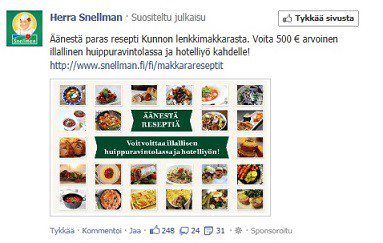 Herra Snellman · Suositeltu julkaisu
Tykkää sivusta
Snellman
Äänestä paras resepti Kunnon lenkkimakkarasta. Voita 500 € arvoinen
illallinen huippuravintolassa ja hotelliyö kahdelle!
http://www.snellman.fi/fi/makkarareseptit
ÄÄNESTÄ
RESEPTIÄ
Voit voittaa illallisen
huippuravintolassa ja hotelliyön!
Tykkää · Kommentoi · Jaa · 248 24 31 · Sponsoroitu